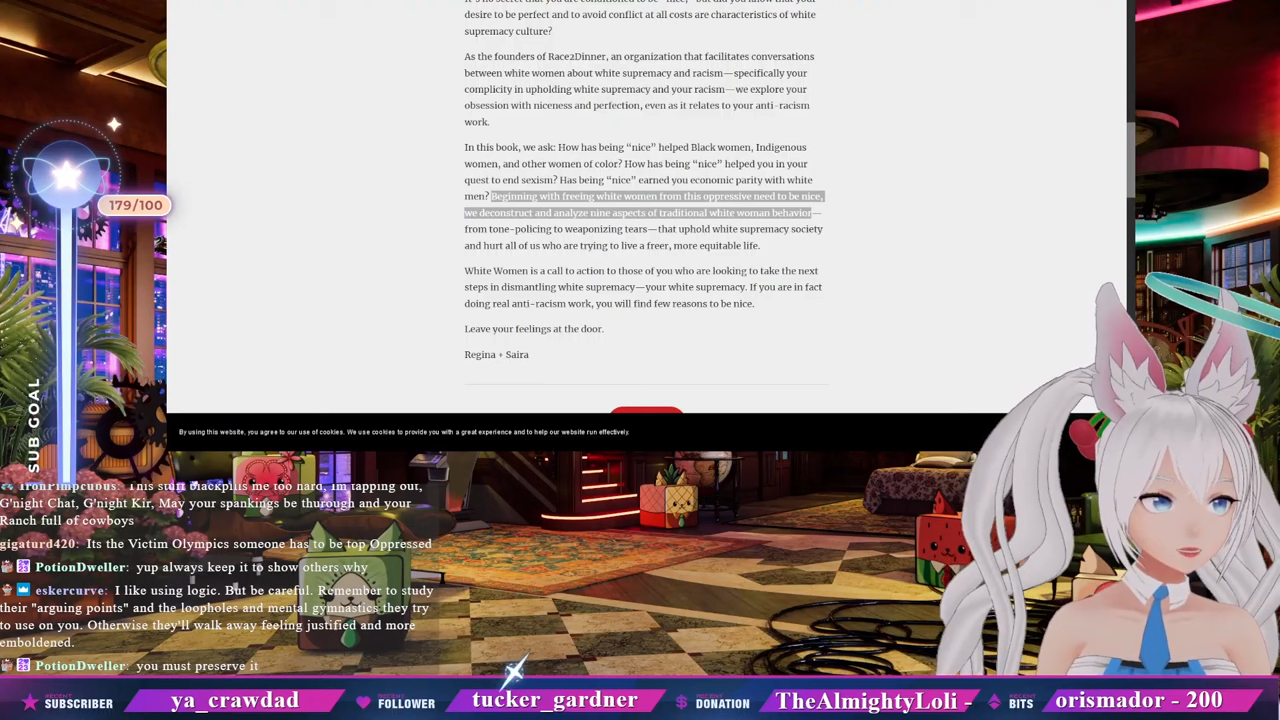 desire to be perfect and to avoid conflict at all costs are characteristics of white
supremacy culture?
As the founders of Race2Dinner, an organization that facilitates conversations
between white women about white supremacy and racism—specifically your
complicity in upholding white supremacy and your racism—we explore your
obsession with niceness and perfection, even as it relates to your anti-racism
work.
In this book, we ask: How has being “nice” helped Black women, Indigenous
women, and other women of color? How has being “nice” helped you in your
quest to end sexism? Has being “nice” earned you economic parity with white
men? Beginning with freeing white women from this oppressive need to be nice,
we deconstruct and analyze nine aspects of traditional white woman behavior—
from tone-policing to weaponizing tears—that uphold white supremacy society
and hurt all of us who are trying to live a freer, more equitable life.
White Women is a call to action to those of you who are looking to take the next
steps in dismantling white supremacy—your white supremacy. If you are in fact
doing real anti-racism work, you will find few reasons to be nice.
Leave your feelings at the door.
Regina + Saira
By using this website, you agree to our use of cookies. We use cookies to provide you with a great experience and to help our website run effectively.
179/100
SUB GOAL
This stuff blackpills me too hard, Im tapping out,
G'night Chat, G'night Kir, May your spankings be thurough and your
Ranch full of cowboys
gigaturd420: Its the Victim Olympics someone has to be top Oppressed
PotionDweller: yup always keep it to show others why
eskercurve: I like using logic. But be careful. Remember to study
their "arguing points" and the loopholes and mental gymnastics they try
to use on you. Otherwise they'll walk away feeling justified and more
emboldened.
PotionDweller: you must preserve it
RECENT SUBSCRIBER ya_crawdad RECENT FOLLOWER tucker_gardner RECENT DONATION TheAlmightyLoli - RECENT BITS orismador - 200